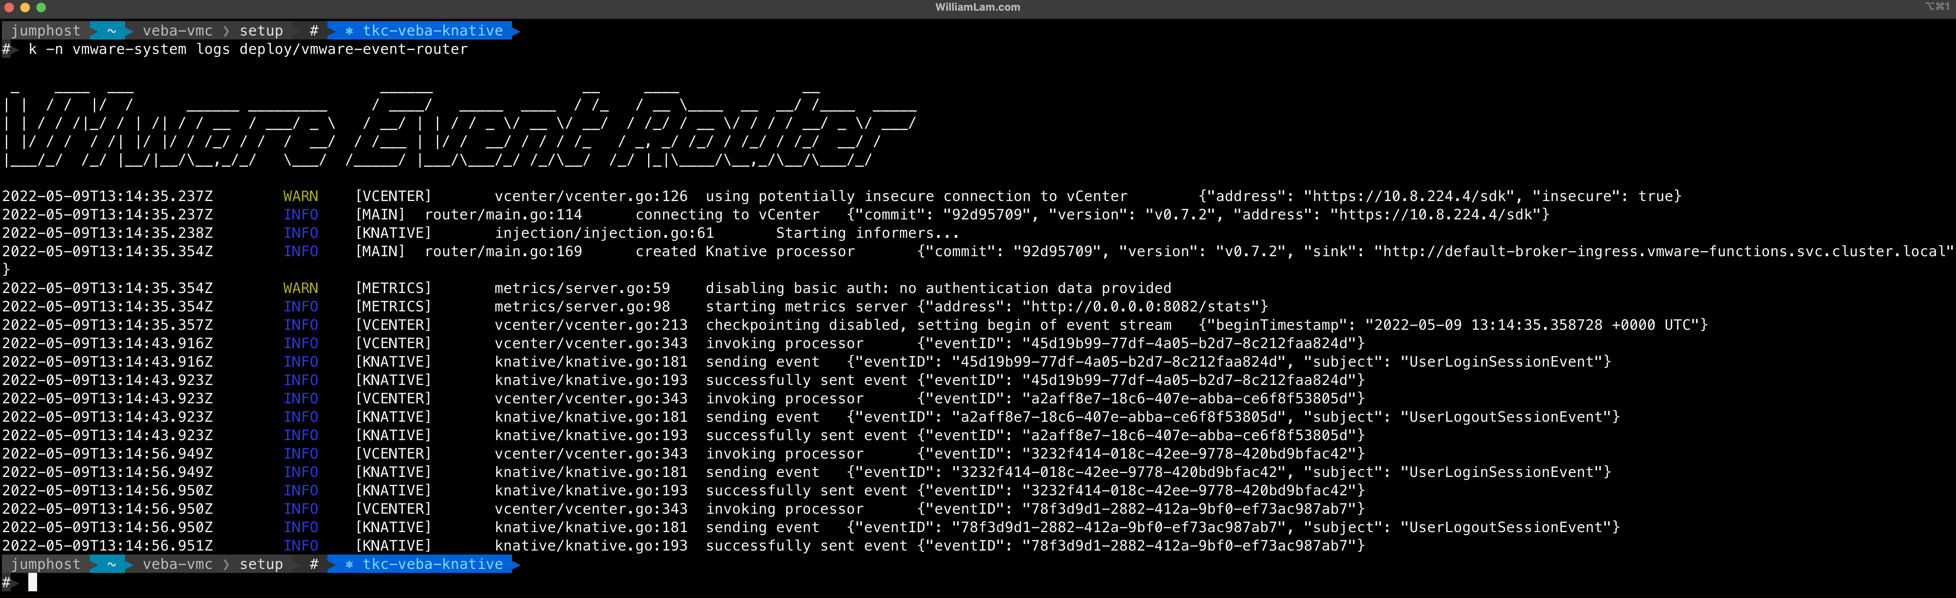 WilliamLam.com
⌥⌘1
jumphost ~ veba-vmc ❯ setup # ⎈ tkc-veba-knative
# k -n vmware-system logs deploy/vmware-event-router
VMware Event Router
2022-05-09T13:14:35.237Z WARN [VCENTER] vcenter/vcenter.go:126 using potentially insecure connection to vCenter {"address": "https://10.8.224.4/sdk", "insecure": true}
2022-05-09T13:14:35.237Z INFO [MAIN] router/main.go:114 connecting to vCenter {"commit": "92d95709", "version": "v0.7.2", "address": "https://10.8.224.4/sdk"}
2022-05-09T13:14:35.238Z INFO [KNATIVE] injection/injection.go:61 Starting informers...
2022-05-09T13:14:35.354Z INFO [MAIN] router/main.go:169 created Knative processor {"commit": "92d95709", "version": "v0.7.2", "sink": "http://default-broker-ingress.vmware-functions.svc.cluster.local"
}
2022-05-09T13:14:35.354Z WARN [METRICS] metrics/server.go:59 disabling basic auth: no authentication data provided
2022-05-09T13:14:35.354Z INFO [METRICS] metrics/server.go:98 starting metrics server {"address": "http://0.0.0.0:8082/stats"}
2022-05-09T13:14:35.357Z INFO [VCENTER] vcenter/vcenter.go:213 checkpointing disabled, setting begin of event stream {"beginTimestamp": "2022-05-09 13:14:35.358728 +0000 UTC"}
2022-05-09T13:14:43.916Z INFO [VCENTER] vcenter/vcenter.go:343 invoking processor {"eventID": "45d19b99-77df-4a05-b2d7-8c212faa824d"}
2022-05-09T13:14:43.916Z INFO [KNATIVE] knative/knative.go:181 sending event {"eventID": "45d19b99-77df-4a05-b2d7-8c212faa824d", "subject": "UserLoginSessionEvent"}
2022-05-09T13:14:43.923Z INFO [KNATIVE] knative/knative.go:193 successfully sent event {"eventID": "45d19b99-77df-4a05-b2d7-8c212faa824d"}
2022-05-09T13:14:43.923Z INFO [VCENTER] vcenter/vcenter.go:343 invoking processor {"eventID": "a2aff8e7-18c6-407e-abba-ce6f8f53805d"}
2022-05-09T13:14:43.923Z INFO [KNATIVE] knative/knative.go:181 sending event {"eventID": "a2aff8e7-18c6-407e-abba-ce6f8f53805d", "subject": "UserLogoutSessionEvent"}
2022-05-09T13:14:43.923Z INFO [KNATIVE] knative/knative.go:193 successfully sent event {"eventID": "a2aff8e7-18c6-407e-abba-ce6f8f53805d"}
2022-05-09T13:14:56.949Z INFO [VCENTER] vcenter/vcenter.go:343 invoking processor {"eventID": "3232f414-018c-42ee-9778-420bd9bfac42"}
2022-05-09T13:14:56.949Z INFO [KNATIVE] knative/knative.go:181 sending event {"eventID": "3232f414-018c-42ee-9778-420bd9bfac42", "subject": "UserLoginSessionEvent"}
2022-05-09T13:14:56.950Z INFO [KNATIVE] knative/knative.go:193 successfully sent event {"eventID": "3232f414-018c-42ee-9778-420bd9bfac42"}
2022-05-09T13:14:56.950Z INFO [VCENTER] vcenter/vcenter.go:343 invoking processor {"eventID": "78f3d9d1-2882-412a-9bf0-ef73ac987ab7"}
2022-05-09T13:14:56.950Z INFO [KNATIVE] knative/knative.go:181 sending event {"eventID": "78f3d9d1-2882-412a-9bf0-ef73ac987ab7", "subject": "UserLogoutSessionEvent"}
2022-05-09T13:14:56.951Z INFO [KNATIVE] knative/knative.go:193 successfully sent event {"eventID": "78f3d9d1-2882-412a-9bf0-ef73ac987ab7"}
jumphost ~ veba-vmc ❯ setup # ⎈ tkc-veba-knative
#